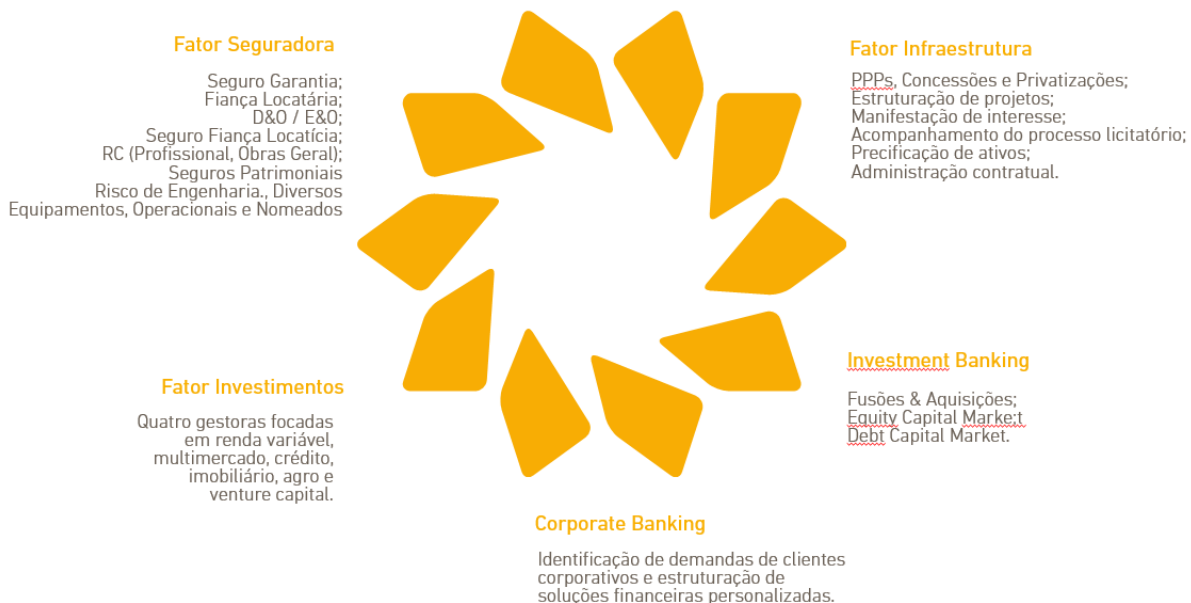 Fator Seguradora
Seguro Garantia;
Fiança Locatária;
D&O / E&O;
Seguro Fiança Locatícia;
RC (Profissional, Obras Geral);
Seguros Patrimoniais
Risco de Engenharia., Diversos
Equipamentos, Operacionais e Nomeados
Fator Infraestrutura
PPPs, Concessões e Privatizações;
Estruturação de projetos;
Manifestação de interesse;
Acompanhamento do processo licitatório;
Precificação de ativos;
Administração contratual.
Fator Investimentos
Quatro gestoras focadas
em renda variável,
multimercado, crédito,
imobiliário, agro e
venture capital.
Investment Banking
Fusões & Aquisições;
Equity Capital Marke;t
Debt Capital Market.
Corporate Banking
Identificação de demandas de clientes
corporativos e estruturação de
soluções financeiras personalizadas.